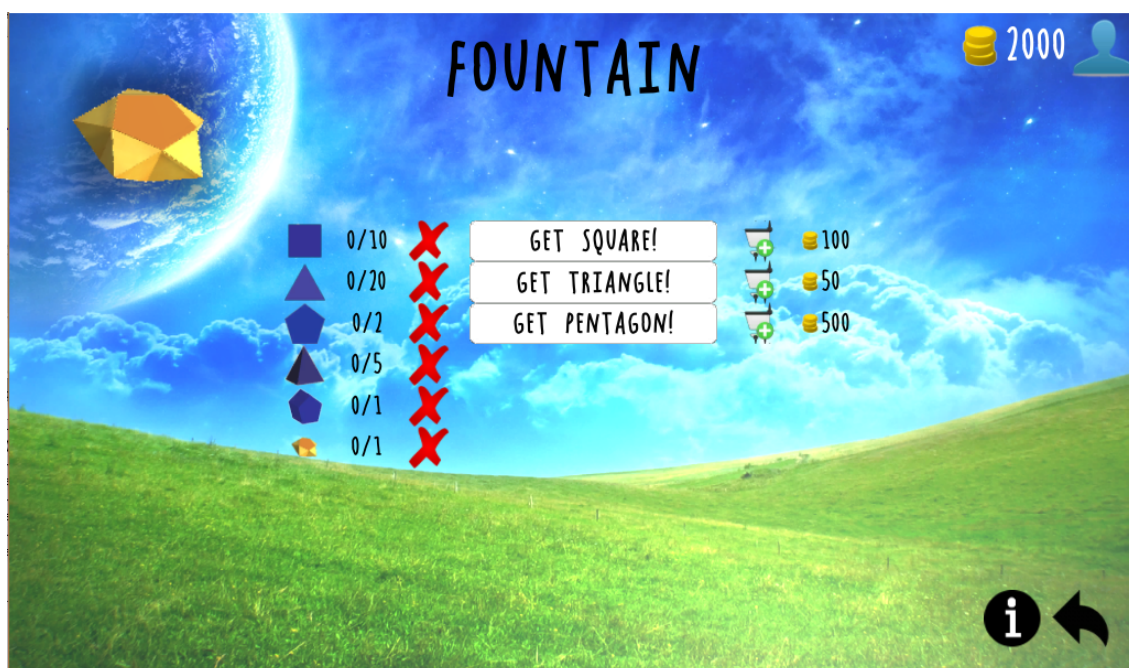 FOUNTAIN
2000
0/10 GET SQUARE! 100
0/20 GET TRIANGLE! 50
0/2 GET PENTAGON! 500
0/5
0/1
0/1
i